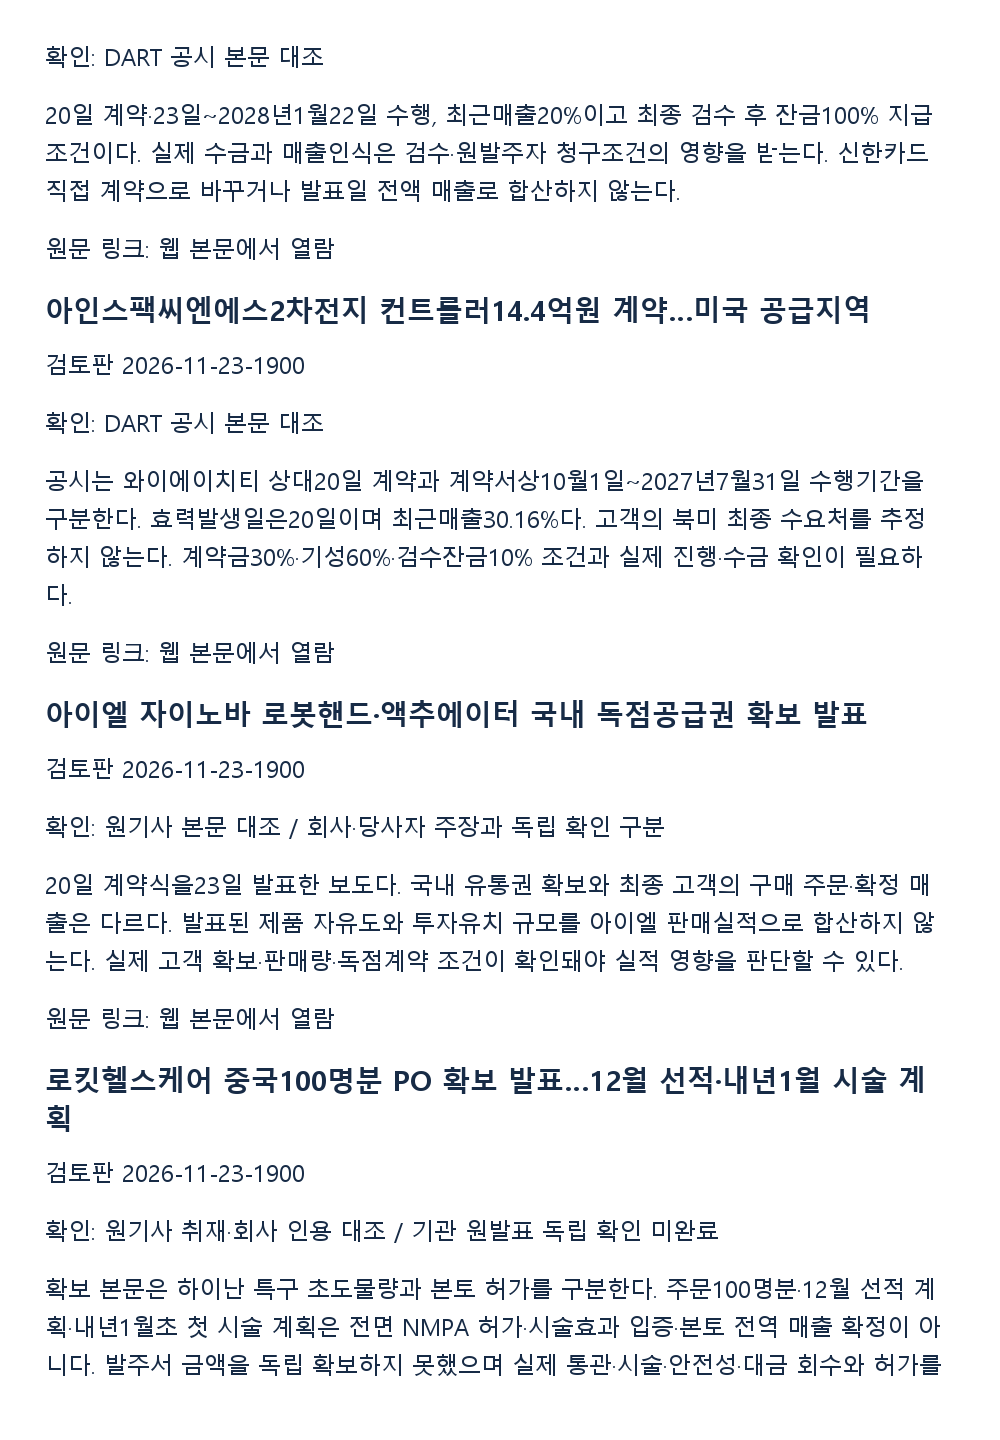 확인: DART 공시 본문 대조
20일 계약·23일~2028년1월22일 수행, 최근매출20%이고 최종 검수 후 잔금100% 지급
조건이다. 실제 수금과 매출인식은 검수·원발주자 청구조건의 영향을 받는다. 신한카드
직접 계약으로 바꾸거나 발표일 전액 매출로 합산하지 않는다.
원문 링크: 웹 본문에서 열람
아인스팩씨엔에스2차전지 컨트롤러14.4억원 계약…미국 공급지역
검토판 2026-11-23-1900
확인: DART 공시 본문 대조
공시는 와이에이치티 상대20일 계약과 계약서상10월1일~2027년7월31일 수행기간을
구분한다. 효력발생일은20일이며 최근매출30.16%다. 고객의 북미 최종 수요처를 추정
하지 않는다. 계약금30%·기성60%·검수잔금10% 조건과 실제 진행·수금 확인이 필요하
다.
원문 링크: 웹 본문에서 열람
아이엘 자이노바 로봇핸드·액추에이터 국내 독점공급권 확보 발표
검토판 2026-11-23-1900
확인: 원기사 본문 대조 / 회사·당사자 주장과 독립 확인 구분
20일 계약식을23일 발표한 보도다. 국내 유통권 확보와 최종 고객의 구매 주문·확정 매
출은 다르다. 발표된 제품 자유도와 투자유치 규모를 아이엘 판매실적으로 합산하지 않
는다. 실제 고객 확보·판매량·독점계약 조건이 확인돼야 실적 영향을 판단할 수 있다.
원문 링크: 웹 본문에서 열람
로킷헬스케어 중국100명분 PO 확보 발표…12월 선적·내년1월 시술 계
획
검토판 2026-11-23-1900
확인: 원기사 취재·회사 인용 대조 / 기관 원발표 독립 확인 미완료
확보 본문은 하이난 특구 초도물량과 본토 허가를 구분한다. 주문100명분·12월 선적 계
획·내년1월초 첫 시술 계획은 전면 NMPA 허가·시술효과 입증·본토 전역 매출 확정이 아
니다. 발주서 금액을 독립 확보하지 못했으며 실제 통관·시술·안전성·대금 회수와 허가를